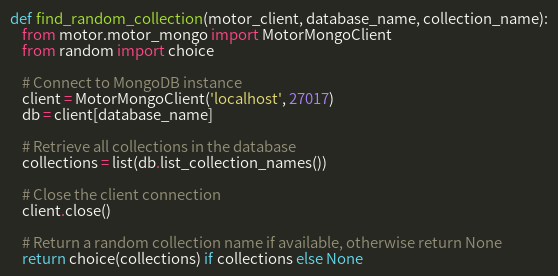 def find_random_collection(motor_client, database_name, collection_name):
from motor.motor_mongo import MotorMongoClient
from random import choice
# Connect to MongoDB instance
client = MotorMongoClient('localhost', 27017)
db = client[database_name]
# Retrieve all collections in the database
collections = list(db.list_collection_names())
# Close the client connection
client.close()
# Return a random collection name if available, otherwise return None
return choice(collections) if collections else None